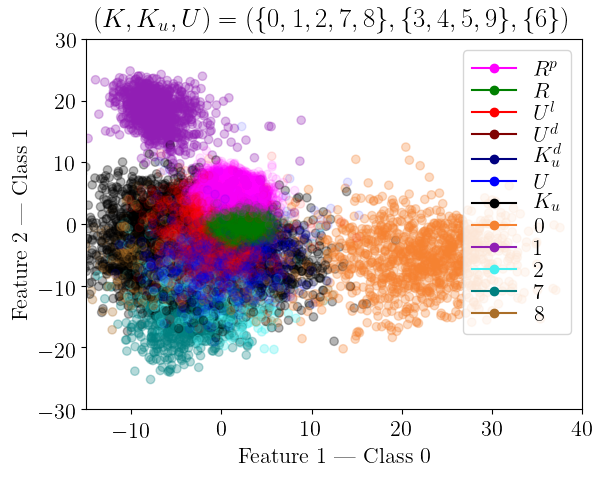 (K, K_u, U) = ({0, 1, 2, 7, 8}, {3, 4, 5, 9}, {6})
30
20
10
0
−10
−20
−30
Feature 2 — Class 1
−10 0 10 20 30 40
Feature 1 — Class 0
R^p
R
U^l
U^d
K_u^d
U
K_u
0
1
2
7
8